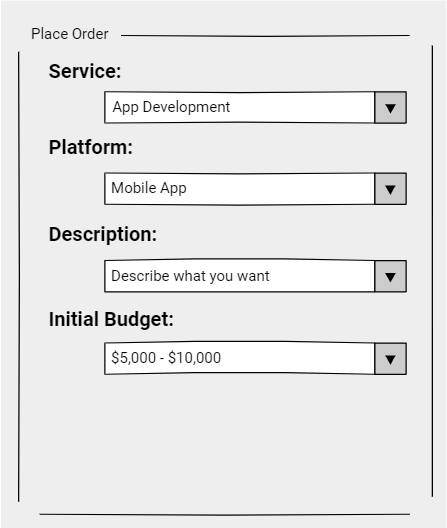 Place Order
Service:
App Development
Platform:
Mobile App
Description:
Describe what you want
Initial Budget:
$5,000 - $10,000